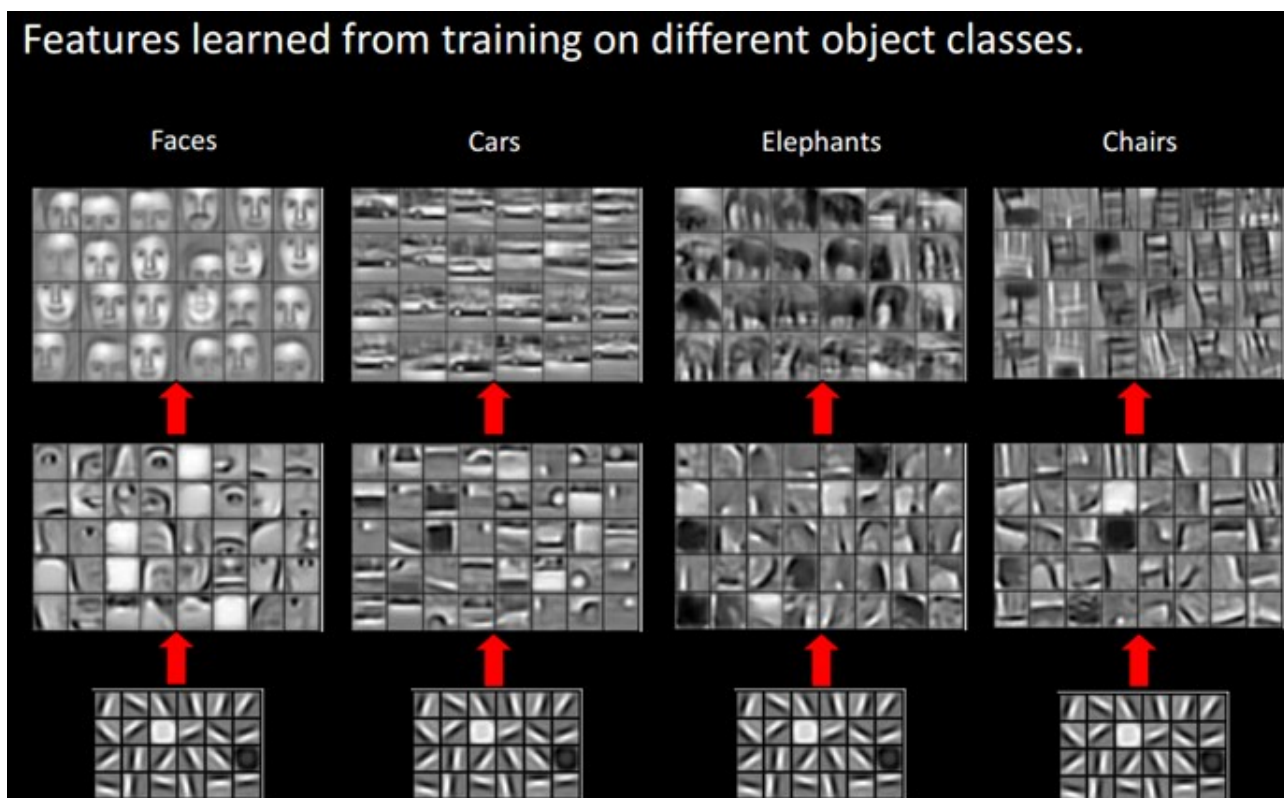 Features learned from training on different object classes.
Faces
Cars
Elephants
Chairs